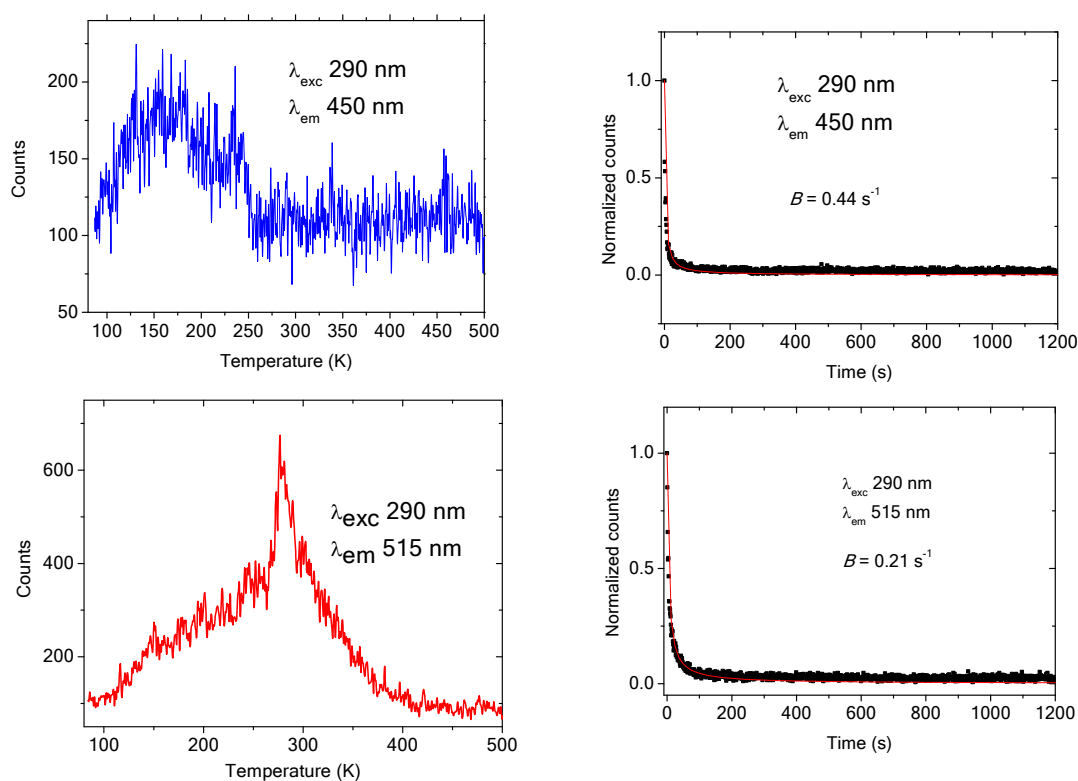 200
150
100
50
Counts
100 150 200 250 300 350 400 450 500
Temperature (K)
λexc 290 nm
λem 450 nm
1.0
0.5
0.0
Normalized counts
0 200 400 600 800 1000 1200
Time (s)
λexc 290 nm
λem 450 nm
B = 0.44 s-1
600
400
200
Counts
100 200 300 400 500
Temperature (K)
λexc 290 nm
λem 515 nm
1.0
0.5
0.0
Normalized counts
0 200 400 600 800 1000 1200
Time (s)
λexc 290 nm
λem 515 nm
B = 0.21 s-1